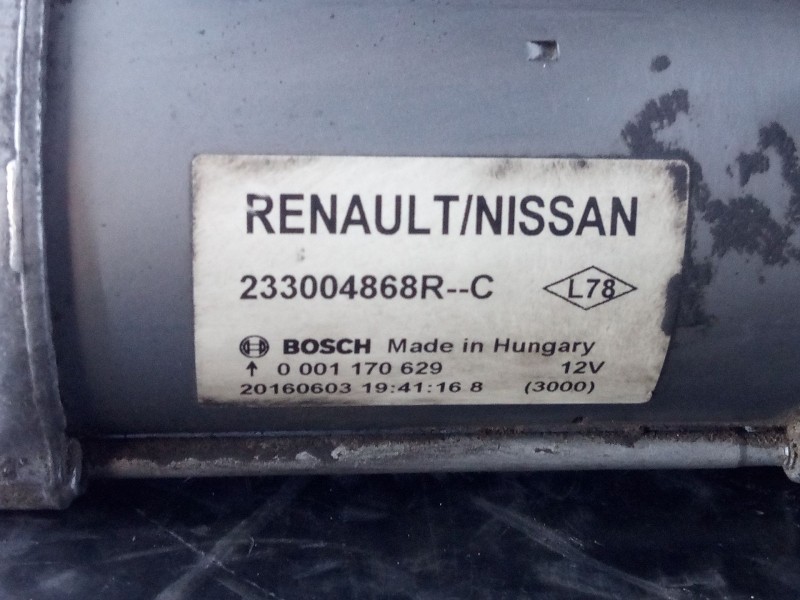 RENAULT/NISSAN
233004868R--C L78
BOSCH Made in Hungary
0 001 170 629 12V
20160603 19:41:16 8 (3000)